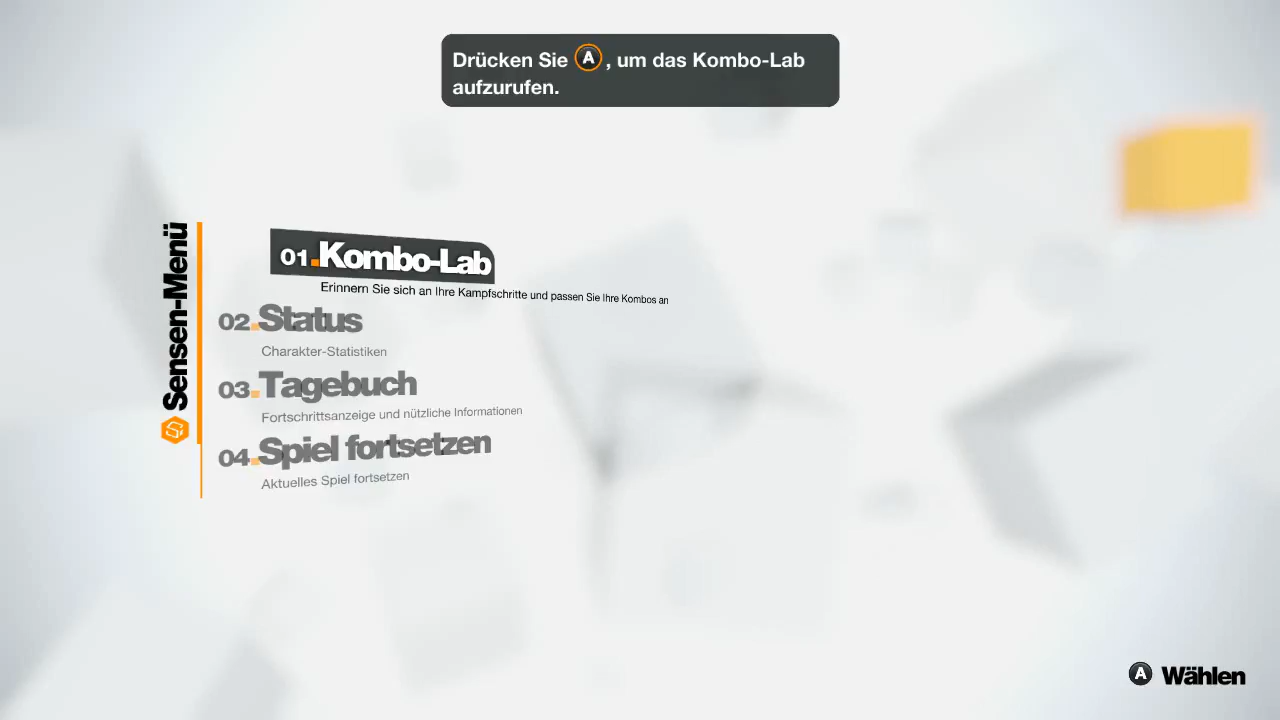 Drücken Sie A, um das Kombo-Lab
aufzurufen.
Sensen-Menü
01.Kombo-Lab
Erinnern Sie sich an Ihre Kampfschritte und passen Sie Ihre Kombos an
02.Status
Charakter-Statistiken
03.Tagebuch
Fortschrittsanzeige und nützliche Informationen
04.Spiel fortsetzen
Aktuelles Spiel fortsetzen
A Wählen